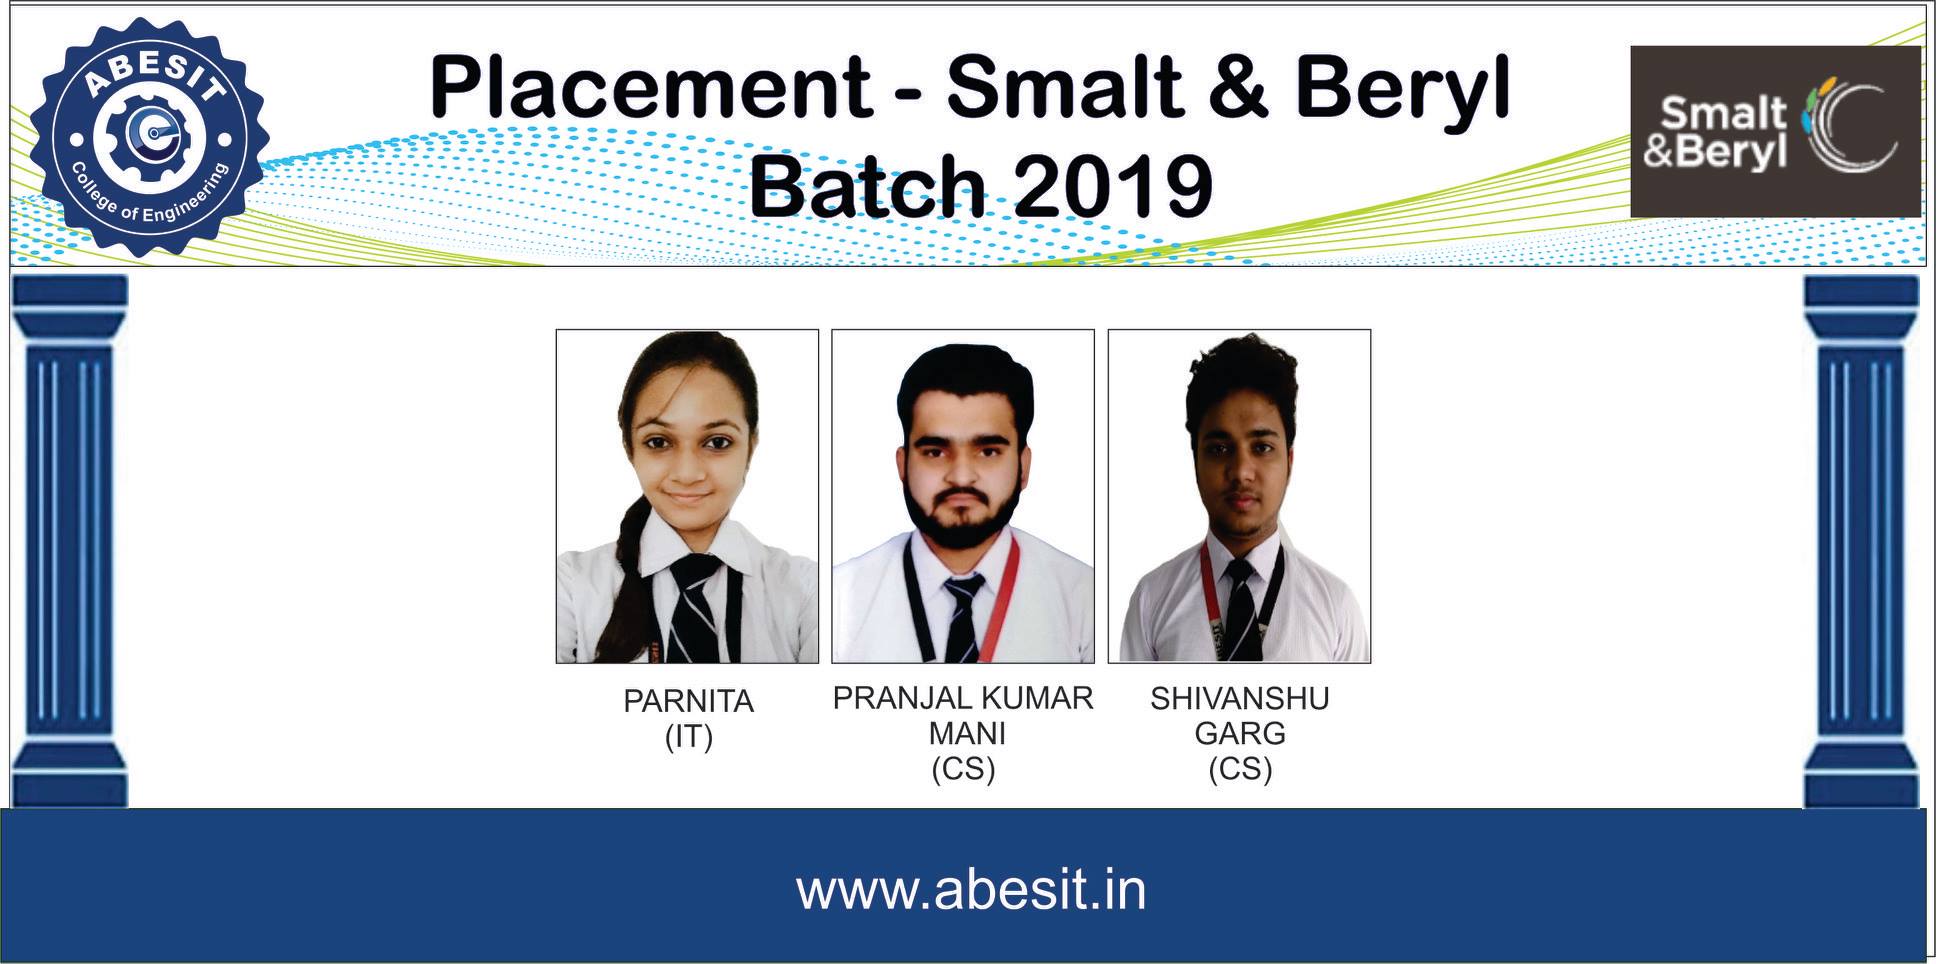 ABESIT
College of Engineering
Placement - Smalt & Beryl
Batch 2019
Smalt
&Beryl
PARNITA
(IT)
PRANJAL KUMAR
MANI
(CS)
SHIVANSHU
GARG
(CS)
www.abesit.in